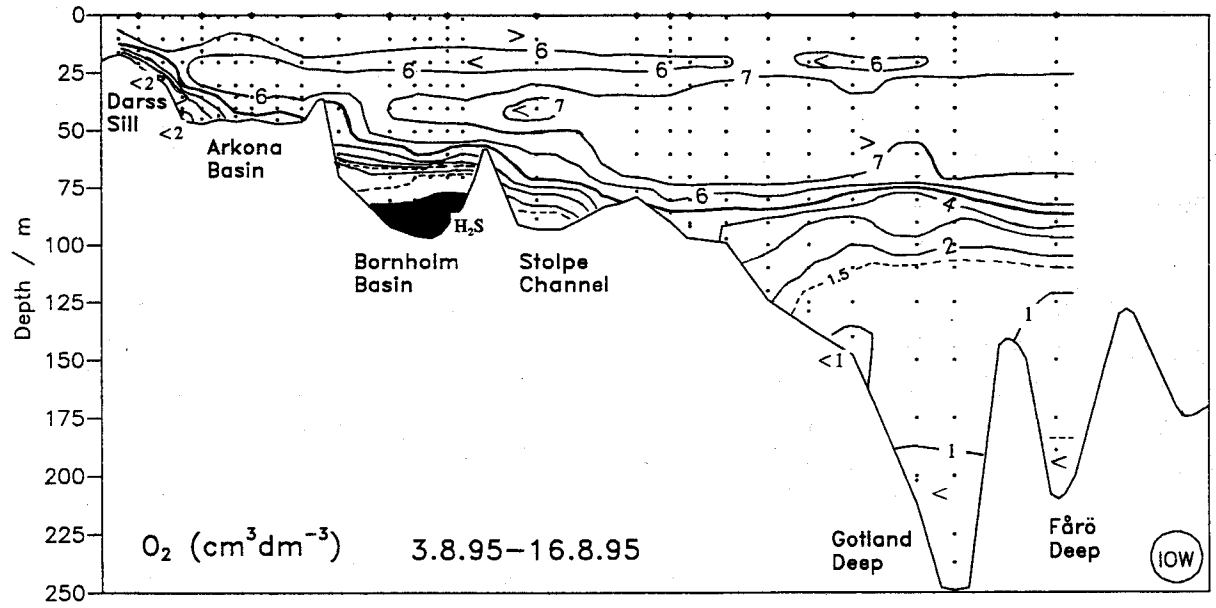 0
25
50
75
100
125
150
175
200
225
250
Depth / m
>
6
<
6
6
6
7
<
6
<2
6
Darss
Sill
<2
<
7
Arkona
Basin
>
7
6
4
H₂S
2
Bornholm
Basin
Stolpe
Channel
1.5
1
<1
1
<
<
O₂ (cm³dm⁻³)
3.8.95–16.8.95
Gotland
Deep
Fårö
Deep
IOW